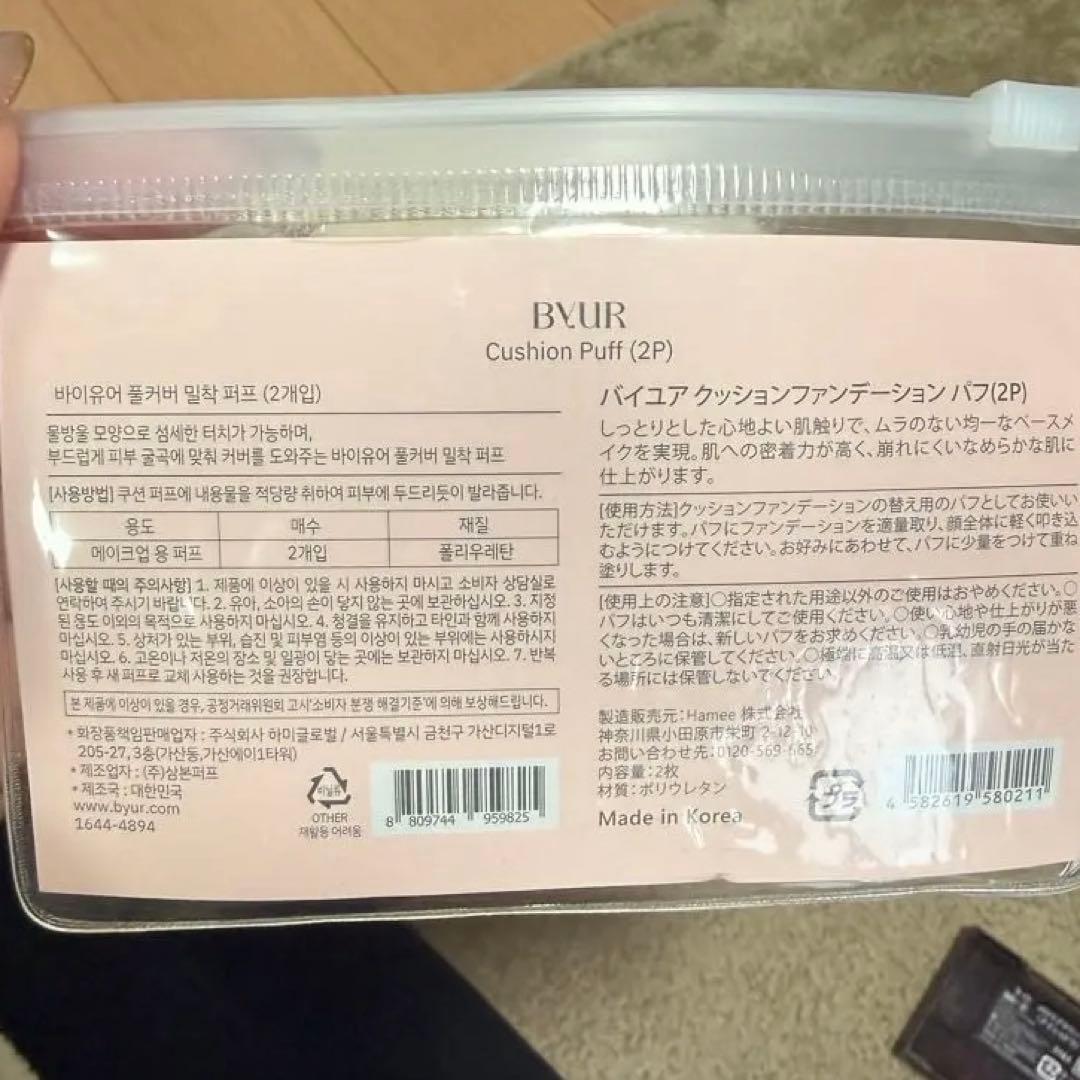 BYUR
Cushion Puff (2P)
바이유어 풀커버 밀착 퍼프 (2개입)
물방울 모양으로 섬세한 터치가 가능하며,
부드럽게 피부 굴곡에 맞춰 커버를 도와주는 바이유어 풀커버 밀착 퍼프
[사용방법] 쿠션 퍼프에 내용물을 적당량 취하여 피부에 두드리듯이 발라줍니다.
용도 매수 재질
메이크업 용 퍼프 2개입 폴리우레탄
[사용할 때의 주의사항] 1. 제품에 이상이 있을 시 사용하지 마시고 소비자 상담실로
연락하여 주시기 바랍니다. 2. 유아, 소아의 손이 닿지 않는 곳에 보관하십시오. 3. 지정
된 용도 이외의 목적으로 사용하지 마십시오. 4. 청결을 유지하고 타인과 함께 사용하지
마십시오. 5. 상처가 있는 부위, 습진 및 피부염 등의 이상이 있는 부위에는 사용하시지
마십시오. 6. 고온이나 저온의 장소 및 일광이 닿는 곳에는 보관하지 마십시오. 7. 반복
사용 후 새 퍼프로 교체 사용하는 것을 권장합니다.
본 제품에 이상이 있을 경우, 공정거래위원회 고시'소비자 분쟁 해결기준'에 의해 보상해드립니다.
* 화장품책임판매업자 : 주식회사 하미글로벌 / 서울특별시 금천구 가산디지털1로
205-27, 3층(가산동,가산에이1타워)
* 제조업자 : (주)삼본퍼프
* 제조국 : 대한민국
www.byur.com
1644-4894
비닐류
OTHER
재활용 어려움
8 809744 959825
バイユア クッションファンデーション パフ(2P)
しっとりとした心地よい肌触りで、ムラのない均一なベースメ
イクを実現。肌への密着力が高く、崩れにくいなめらかな肌に
仕上がります。
[使用方法]クッションファンデーションの替え用のパフとしてお使いい
ただけます。パフにファンデーションを適量取り、顔全体に軽く叩き込
むようにつけてください。お好みにあわせて、パフに少量をつけて重ね
塗りします。
[使用上の注意]○指定された用途以外のご使用はおやめください。○
パフはいつも清潔にしてご使用ください。○使い心地や仕上がりが悪
くなった場合は、新しいパフをお求めください。○乳幼児の手の届かな
いところに保管してください。○極端に高温又は低温、直射日光が当た
る場所には保管しないでください。
製造販売元：Hamee 株式会社
神奈川県小田原市栄町 2-12-10
お問い合わせ先：0120-569-665
内容量：2枚
材質：ポリウレタン
Made in Korea
プラ
4 582619 580211